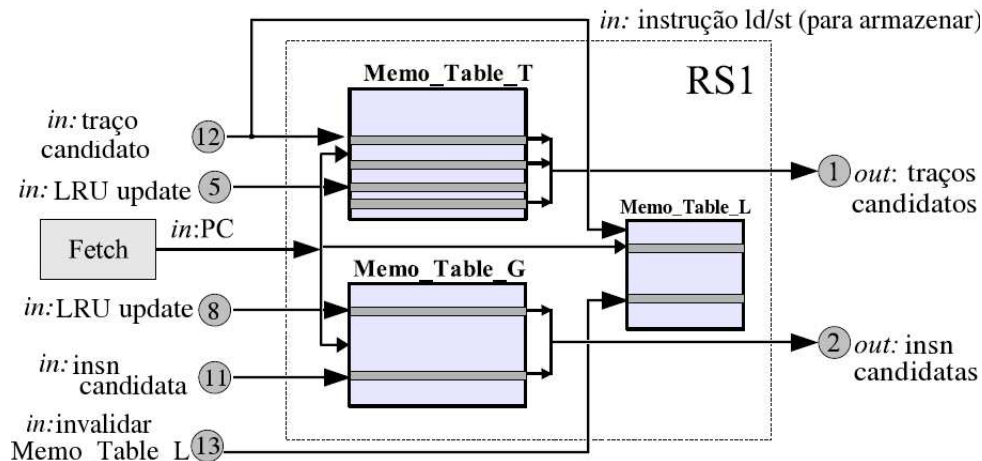 in: instrução ld/st (para armazenar)
Memo_Table_T
RS1
in: traço
candidato
12
1
out: traços
candidatos
in: LRU update
5
Memo_Table_L
in:PC
Fetch
Memo_Table_G
in: LRU update
8
2
out: insn
candidatas
in: insn
candidata
11
in:invalidar
Memo Table L
13